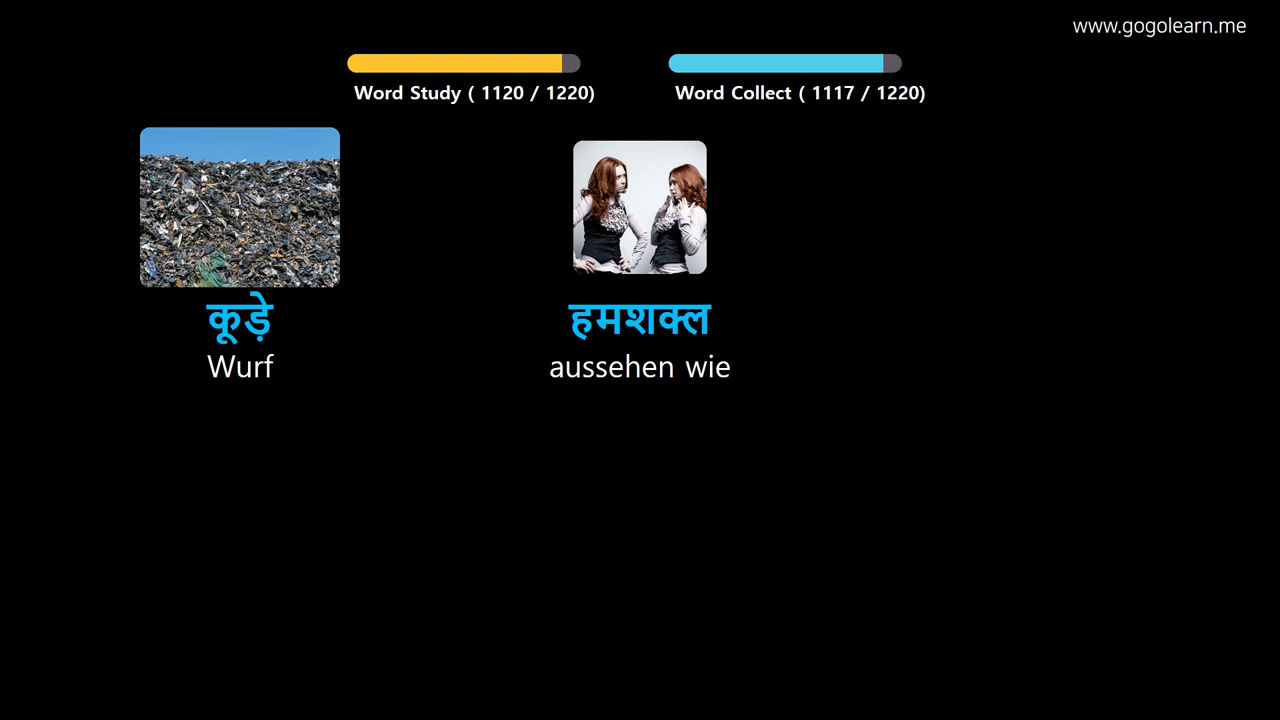 www.gogolearn.me
Word Study ( 1120 / 1220)
Word Collect ( 1117 / 1220)
कूड़े
हमशक्ल
Wurf
aussehen wie